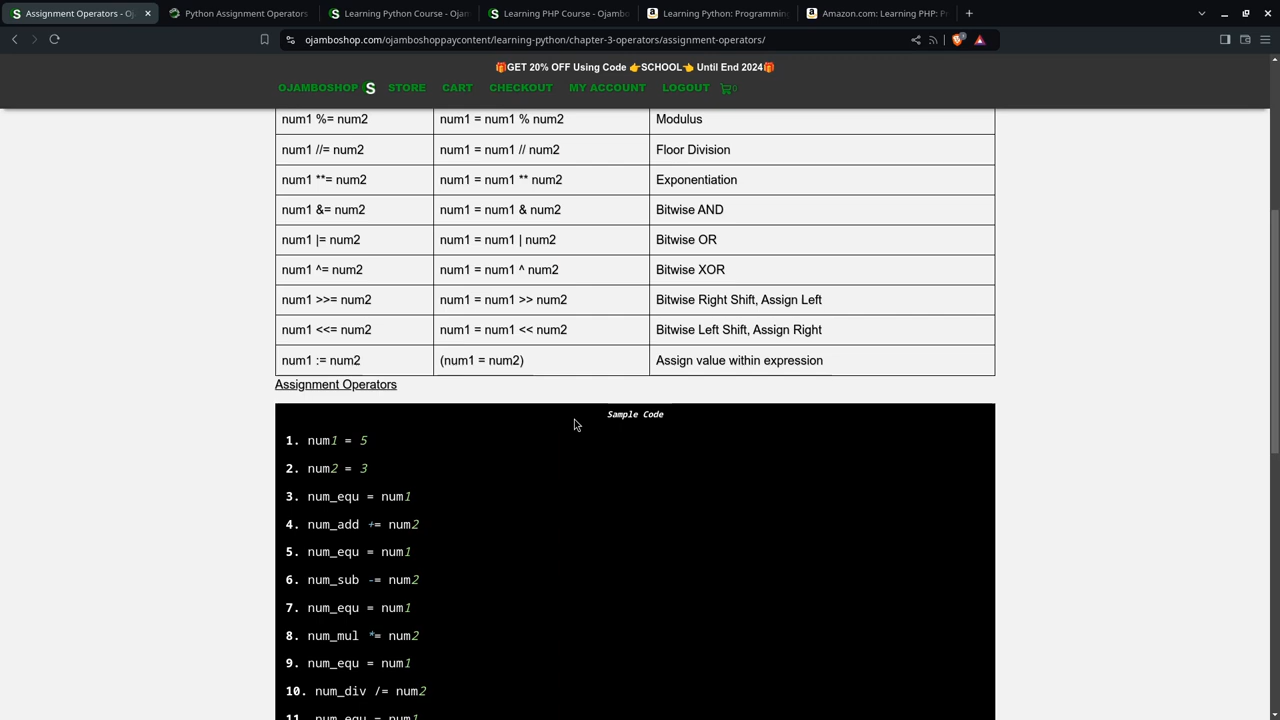 Assignment Operators - Oj
Python Assignment Operators
Learning Python Course - Ojam
Learning PHP Course - Ojambo
Learning Python: Programming
Amazon.com: Learning PHP: P
ojamboshop.com/ojamboshoppaycontent/learning-python/chapter-3-operators/assignment-operators/
🎁GET 20% OFF Using Code 👉SCHOOL👈 Until End 2024🎁
OJAMBOSHOP S STORE CART CHECKOUT MY ACCOUNT LOGOUT 0
num1 %= num2 num1 = num1 % num2 Modulus
num1 //= num2 num1 = num1 // num2 Floor Division
num1 **= num2 num1 = num1 ** num2 Exponentiation
num1 &= num2 num1 = num1 & num2 Bitwise AND
num1 |= num2 num1 = num1 | num2 Bitwise OR
num1 ^= num2 num1 = num1 ^ num2 Bitwise XOR
num1 >>= num2 num1 = num1 >> num2 Bitwise Right Shift, Assign Left
num1 <<= num2 num1 = num1 << num2 Bitwise Left Shift, Assign Right
num1 := num2 (num1 = num2) Assign value within expression
Assignment Operators
Sample Code
1. num1 = 5
2. num2 = 3
3. num_equ = num1
4. num_add += num2
5. num_equ = num1
6. num_sub -= num2
7. num_equ = num1
8. num_mul *= num2
9. num_equ = num1
10. num_div /= num2
11. num_equ = num1